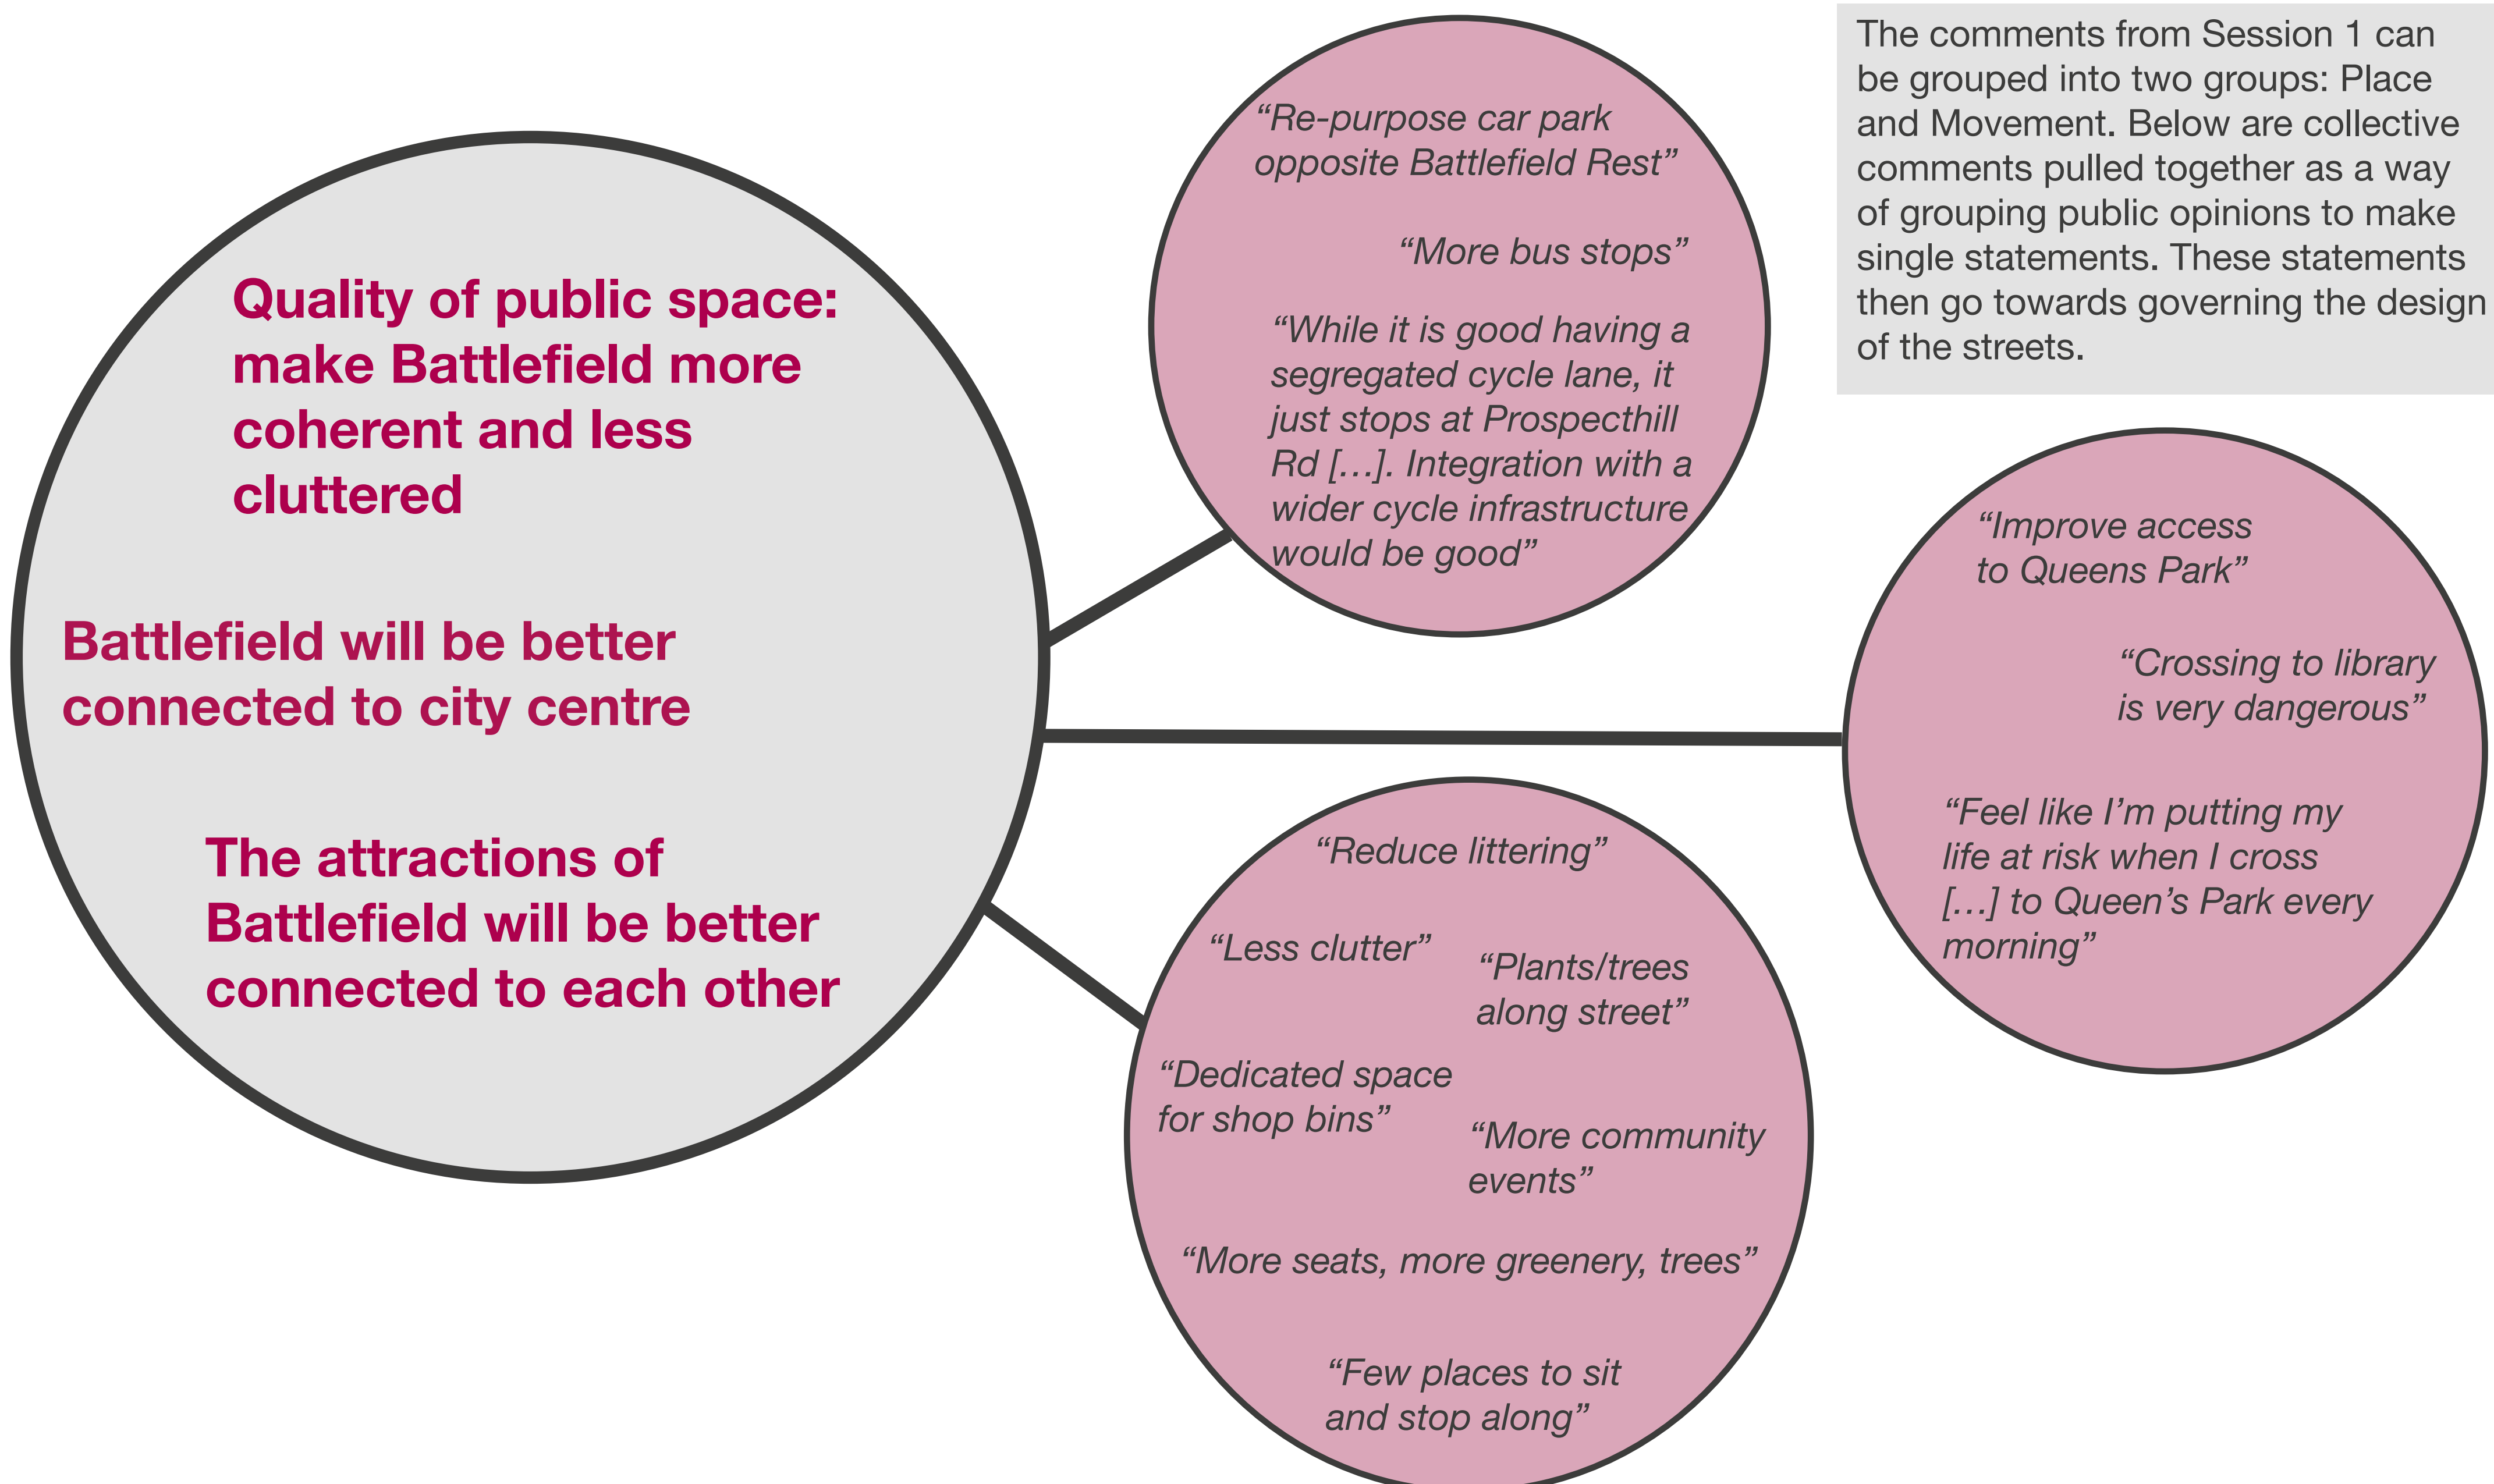 Quality of public space:
make Battlefield more
coherent and less
cluttered
Battlefield will be better
connected to city centre
The attractions of
Battlefield will be better
connected to each other
“Re-purpose car park
opposite Battlefield Rest”
“More bus stops”
“While it is good having a
segregated cycle lane, it
just stops at Prospecthill
Rd […]. Integration with a
wider cycle infrastructure
would be good”
The comments from Session 1 can
be grouped into two groups: Place
and Movement. Below are collective
comments pulled together as a way
of grouping public opinions to make
single statements. These statements
then go towards governing the design
of the streets.
“Improve access
to Queens Park”
“Crossing to library
is very dangerous”
“Feel like I’m putting my
life at risk when I cross
[…] to Queen’s Park every
morning”
“Reduce littering”
“Less clutter”
“Plants/trees
along street”
“Dedicated space
for shop bins”
“More community
events”
“More seats, more greenery, trees”
“Few places to sit
and stop along”